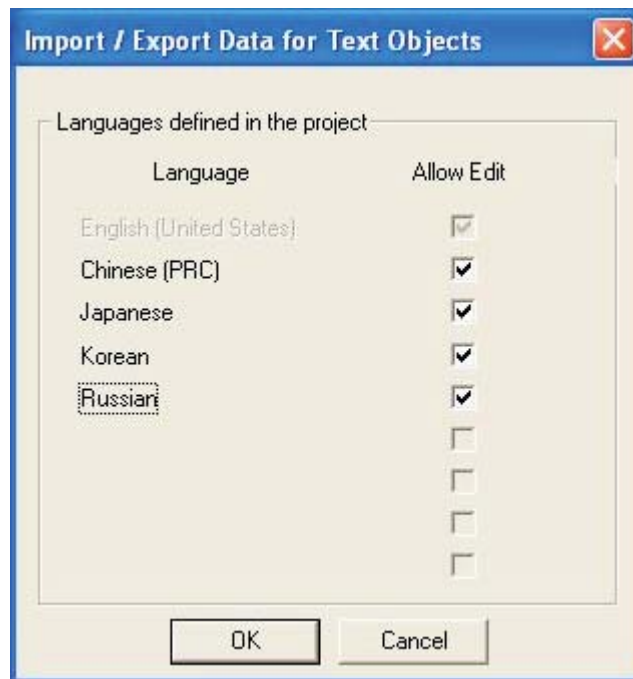 Import / Export Data for Text Objects
Languages defined in the project
Language Allow Edit
English (United States)
Chinese (PRC)
Japanese
Korean
Russian
OK Cancel